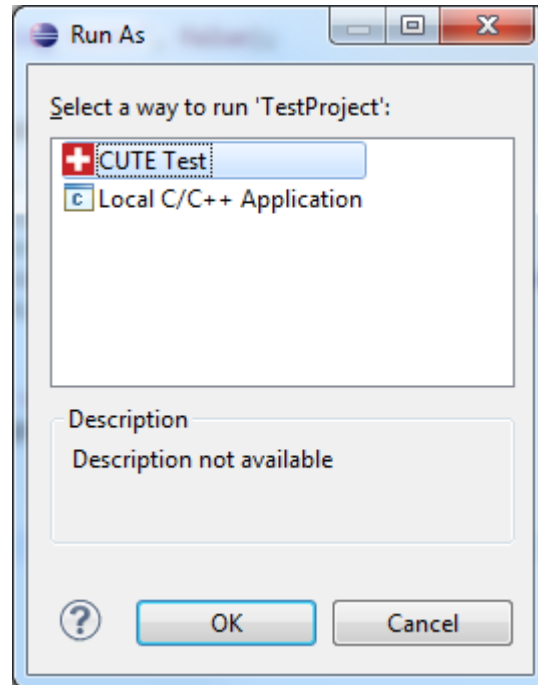 Run As
Select a way to run 'TestProject':
CUTE Test
Local C/C++ Application
Description
Description not available
OK
Cancel